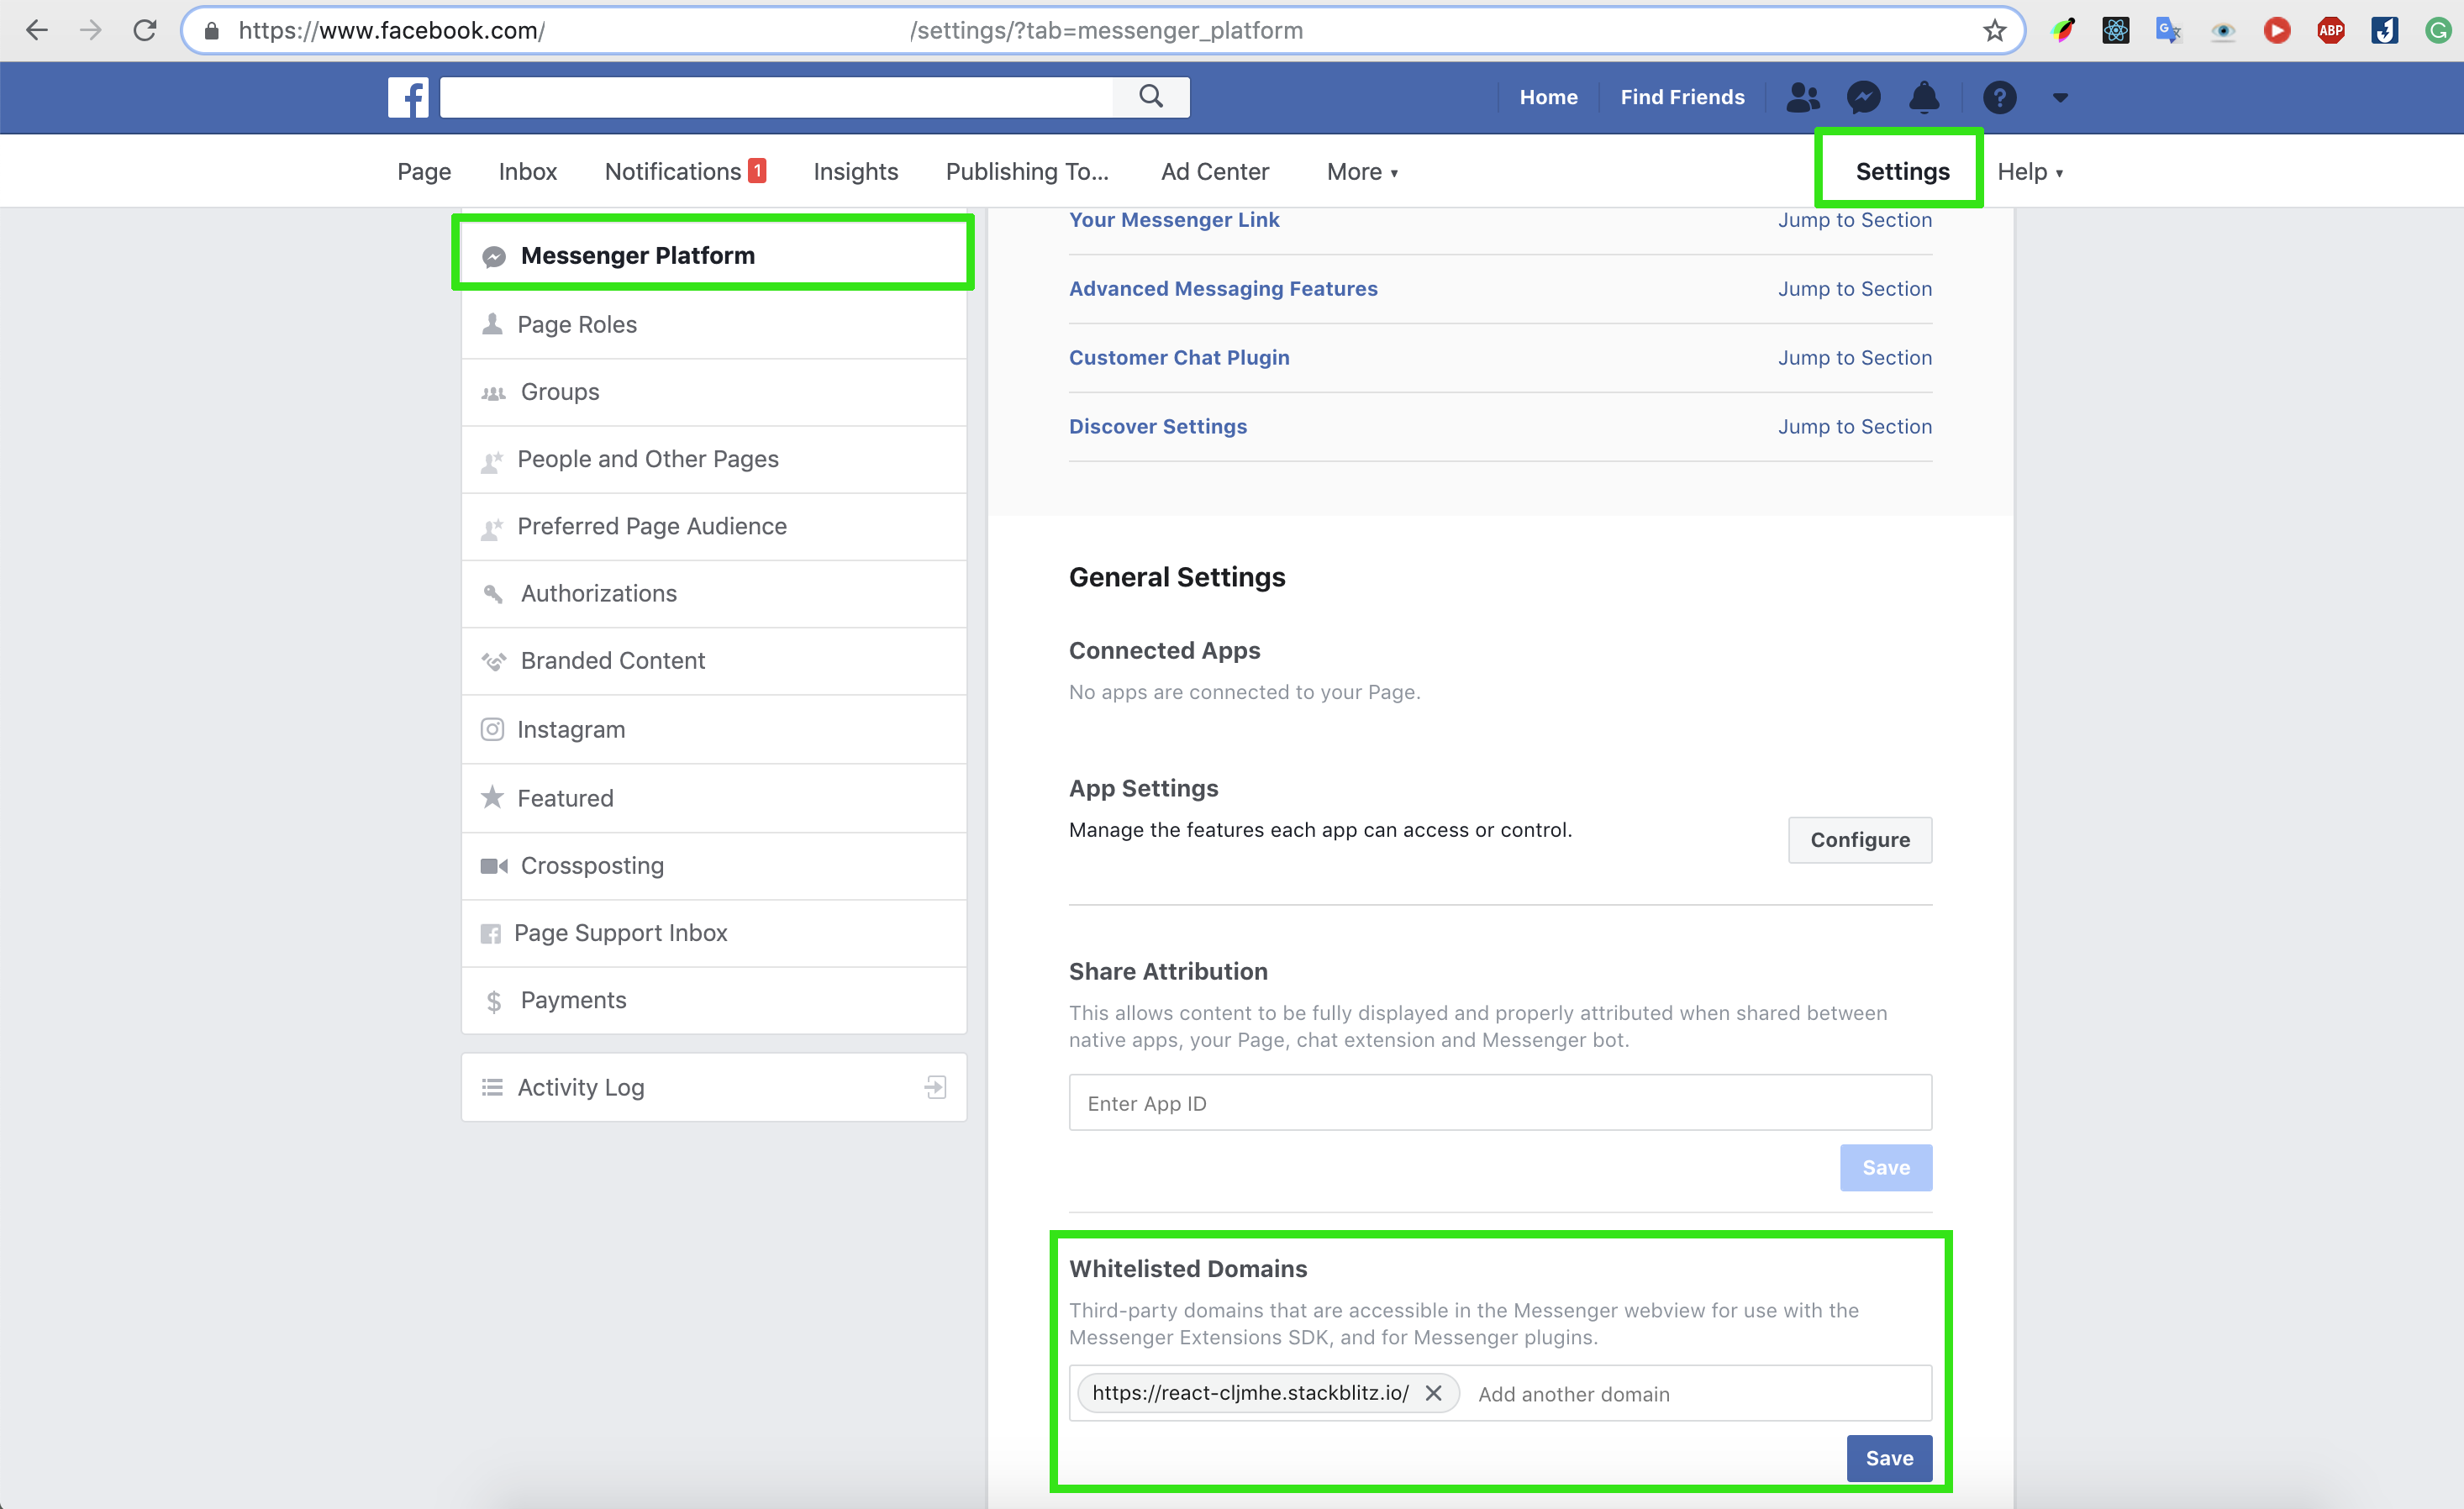 https://www.facebook.com/ /settings/?tab=messenger_platform
ABP
Home Find Friends
Page Inbox Notifications 1 Insights Publishing To... Ad Center More Settings Help
Messenger Platform
Page Roles
Groups
People and Other Pages
Preferred Page Audience
Authorizations
Branded Content
Instagram
Featured
Crossposting
Page Support Inbox
Payments
Activity Log
Your Messenger Link Jump to Section
Advanced Messaging Features Jump to Section
Customer Chat Plugin Jump to Section
Discover Settings Jump to Section
General Settings
Connected Apps
No apps are connected to your Page.
App Settings
Manage the features each app can access or control.
Configure
Share Attribution
This allows content to be fully displayed and properly attributed when shared between
native apps, your Page, chat extension and Messenger bot.
Enter App ID
Save
Whitelisted Domains
Third-party domains that are accessible in the Messenger webview for use with the
Messenger Extensions SDK, and for Messenger plugins.
https://react-cljmhe.stackblitz.io/ Add another domain
Save